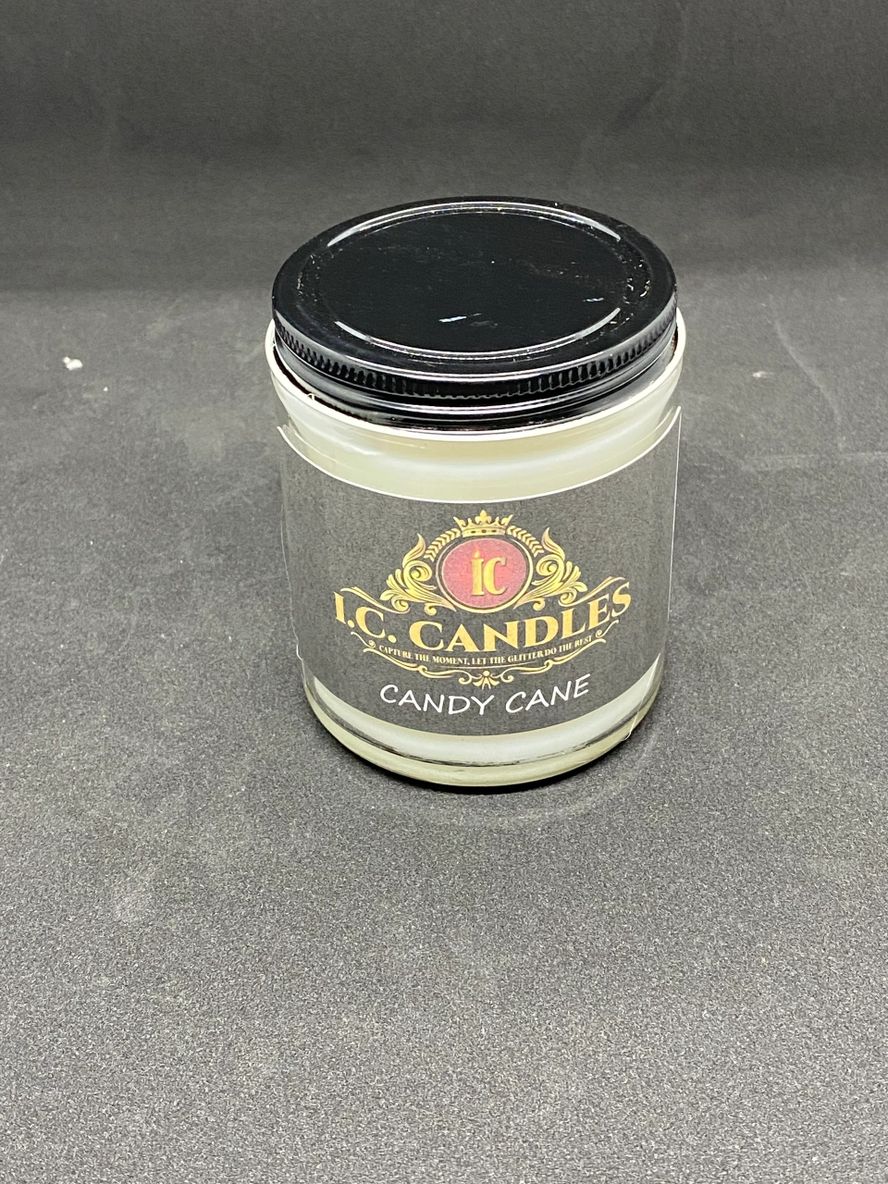 iC
I.C. CANDLES
CAPTURE THE MOMENT, LET THE GLITTER DO THE REST
CANDY CANE